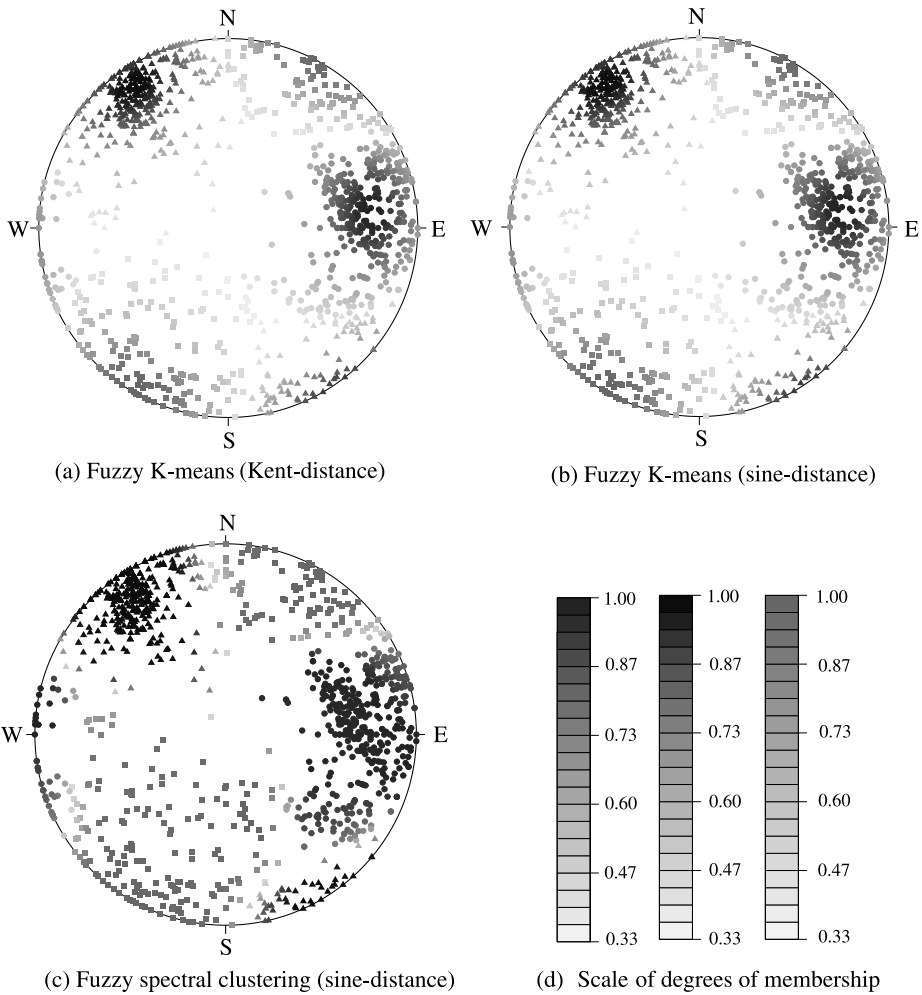 N
N
W
E
W
E
S
S
(a) Fuzzy K-means (Kent-distance)
(b) Fuzzy K-means (sine-distance)
N
W
E
S
1.00
0.87
0.73
0.60
0.47
0.33
1.00
0.87
0.73
0.60
0.47
0.33
1.00
0.87
0.73
0.60
0.47
0.33
(c) Fuzzy spectral clustering (sine-distance)
(d) Scale of degrees of membership